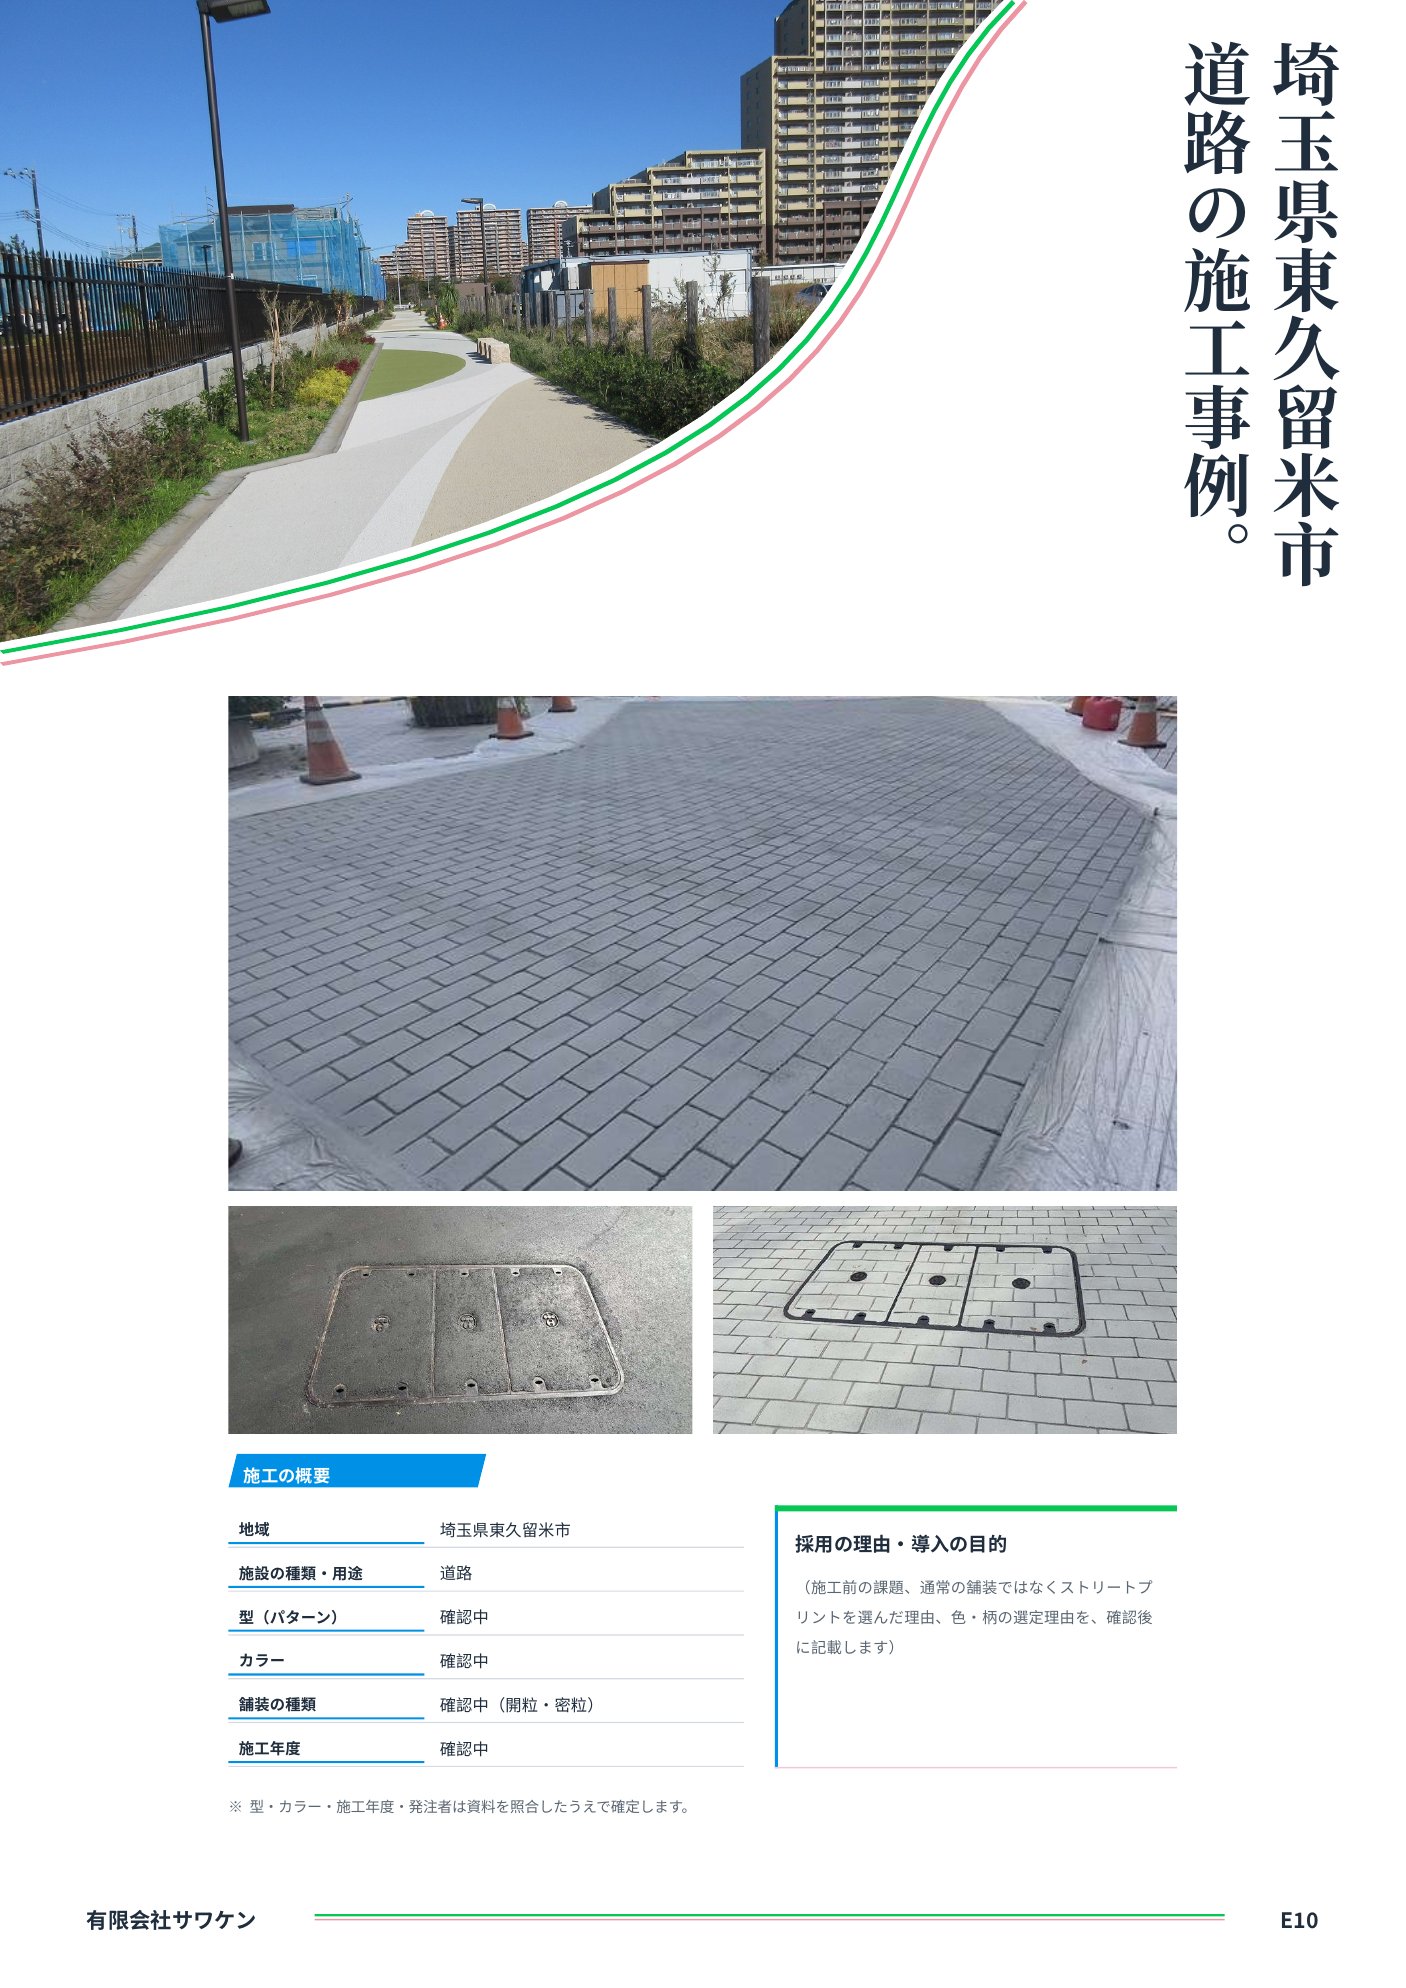 埼玉県東久留米市
道路の施工事例。
施工の概要
地域
埼玉県東久留米市
施設の種類・用途
道路
型（パターン）
確認中
カラー
確認中
舗装の種類
確認中（開粒・密粒）
施工年度
確認中
採用の理由・導入の目的
（施工前の課題、通常の舗装ではなくストリートプ
リントを選んだ理由、色・柄の選定理由を、確認後
に記載します）
※ 型・カラー・施工年度・発注者は資料を照合したうえで確定します。
有限会社サワケン
E10